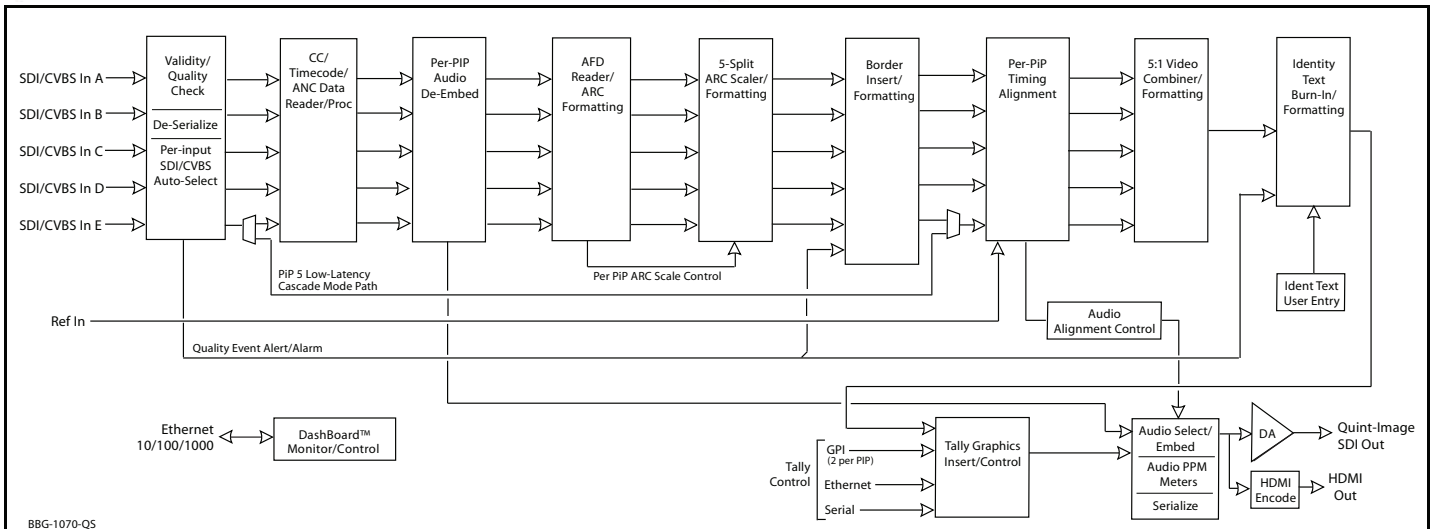 SDI/CVBS In A
SDI/CVBS In B
SDI/CVBS In C
SDI/CVBS In D
SDI/CVBS In E
Validity/
Quality
Check
De-Serialize
Per-input
SDI/CVBS
Auto-Select
CC/
Timecode/
ANC Data
Reader/Proc
Per-PIP
Audio
De-Embed
AFD
Reader/
ARC
Formatting
5-Split
ARC Scaler/
Formatting
Border
Insert/
Formatting
Per-PiP
Timing
Alignment
5:1 Video
Combiner/
Formatting
Identity
Text
Burn-In/
Formatting
PiP 5 Low-Latency
Cascade Mode Path
Per PiP ARC Scale Control
Ident Text
User Entry
Ref In
Audio
Alignment Control
Quality Event Alert/Alarm
Ethernet
10/100/1000
DashBoard™
Monitor/Control
Tally
Control
GPI
(2 per PIP)
Ethernet
Serial
Tally Graphics
Insert/Control
Audio Select/
Embed
Audio PPM
Meters
Serialize
DA
Quint-Image
SDI Out
HDMI
Encode
HDMI
Out
BBG-1070-QS